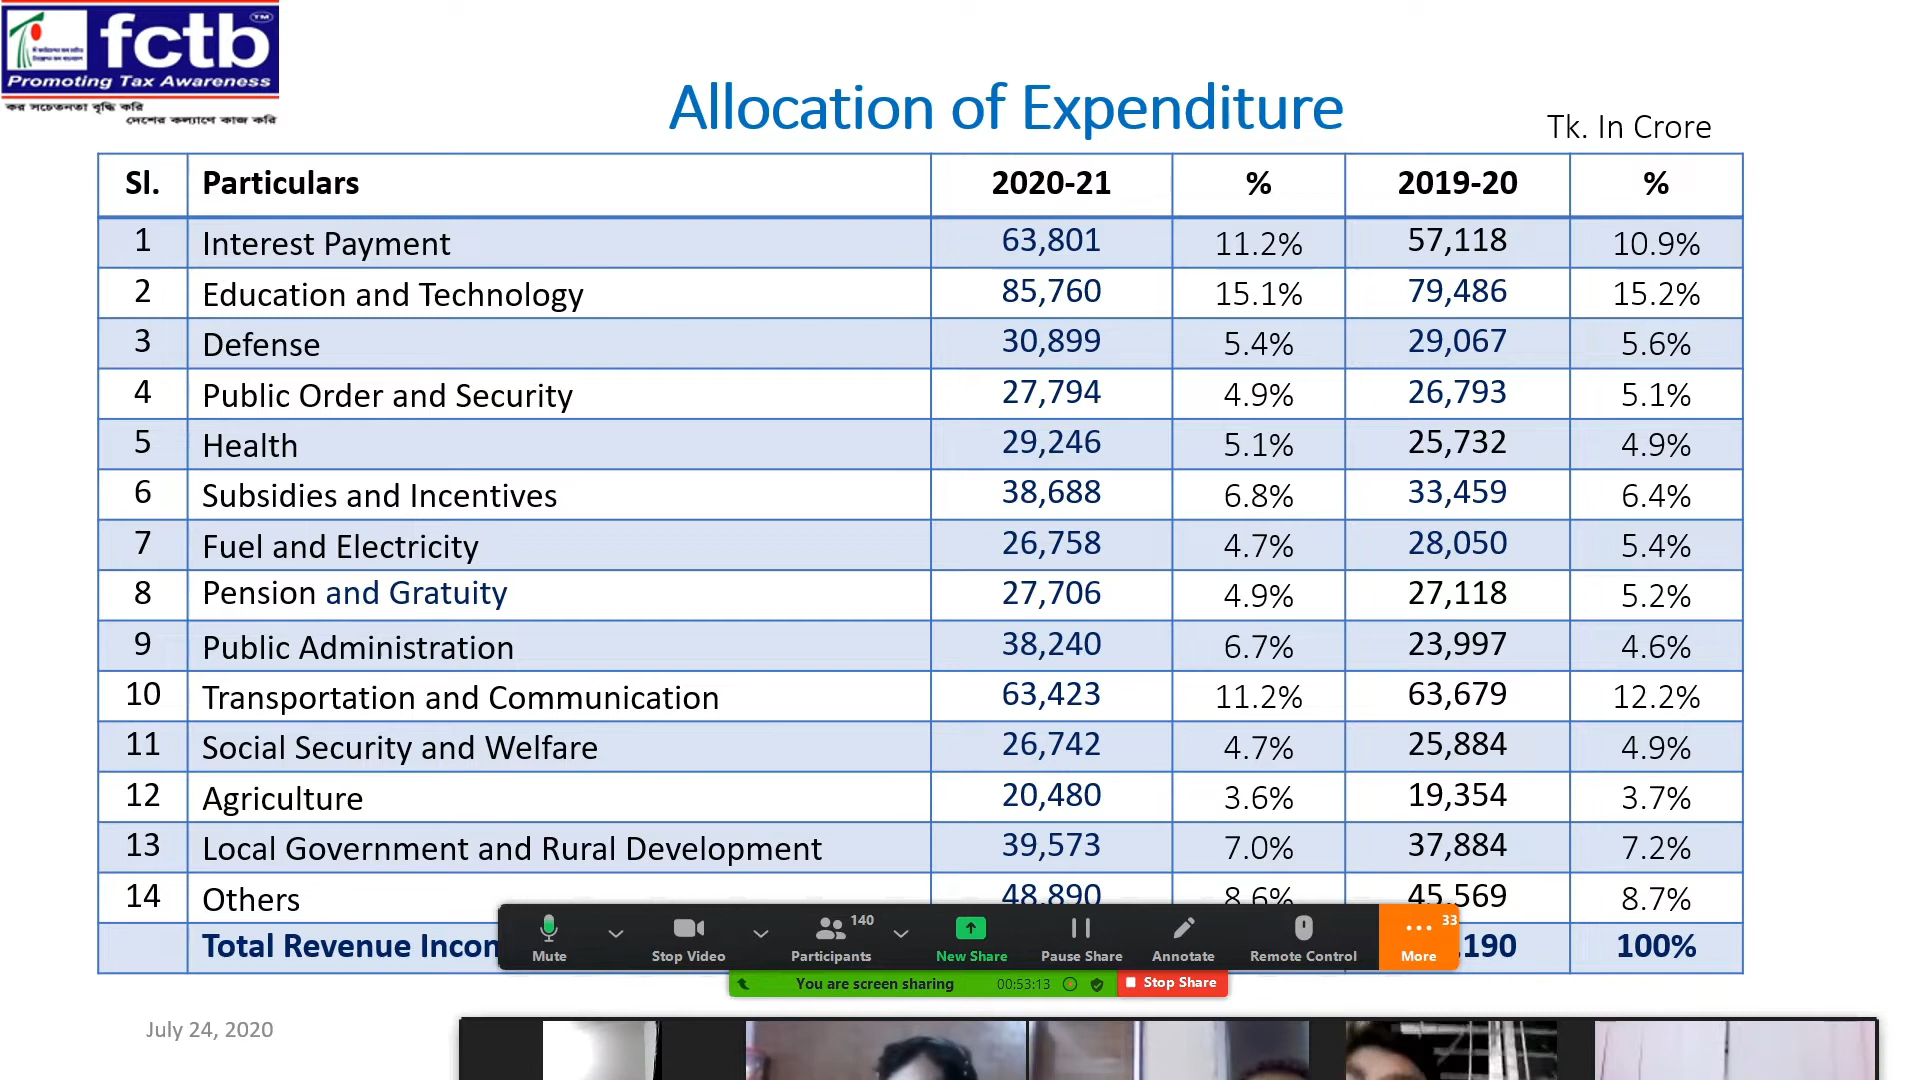 fctb TM
Promoting Tax Awareness
কর সচেতনতা বৃদ্ধি করি
দেশের কল্যাণে কাজ করি
Allocation of Expenditure
Tk. In Crore
Sl. Particulars 2020-21 % 2019-20 %
1 Interest Payment 63,801 11.2% 57,118 10.9%
2 Education and Technology 85,760 15.1% 79,486 15.2%
3 Defense 30,899 5.4% 29,067 5.6%
4 Public Order and Security 27,794 4.9% 26,793 5.1%
5 Health 29,246 5.1% 25,732 4.9%
6 Subsidies and Incentives 38,688 6.8% 33,459 6.4%
7 Fuel and Electricity 26,758 4.7% 28,050 5.4%
8 Pension and Gratuity 27,706 4.9% 27,118 5.2%
9 Public Administration 38,240 6.7% 23,997 4.6%
10 Transportation and Communication 63,423 11.2% 63,679 12.2%
11 Social Security and Welfare 26,742 4.7% 25,884 4.9%
12 Agriculture 20,480 3.6% 19,354 3.7%
13 Local Government and Rural Development 39,573 7.0% 37,884 7.2%
14 Others 48,890 8.6% 45,569 8.7%
Total Revenue ,190 100%
140 33
Mute Stop Video Participants New Share Pause Share Annotate Remote Control More
You are screen sharing 00:53:13 Stop Share
July 24, 2020